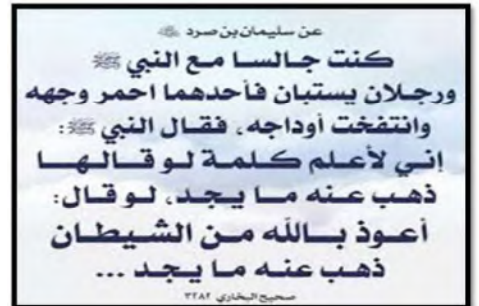 عن سليمان بن صرد ﷺ
كنت جالسا مع النبي ﷺ
ورجلان يستبان فأحدهما احمر وجهه
وانتفخت أوداجه، فقال النبي ﷺ:
إني لأعلم كلمة لو قالها
ذهب عنه ما يجد، لو قال:
أعوذ بالله من الشيطان
ذهب عنه ما يجد ...
صحيح البخاري ٣٢٨٢